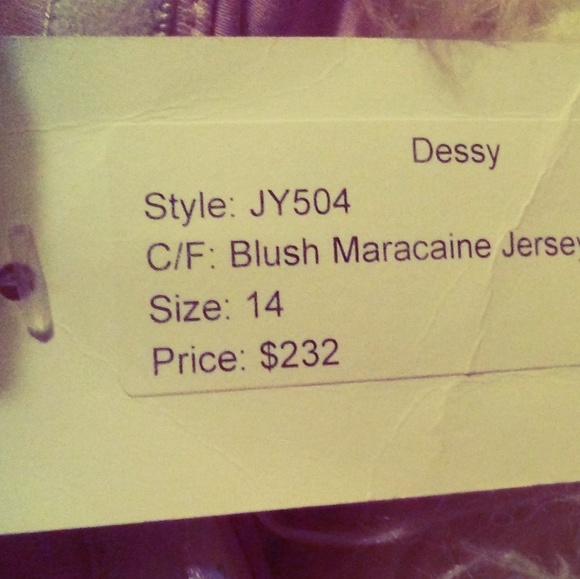 Dessy
Style: JY504
C/F: Blush Maracaine Jersey
Size: 14
Price: $232